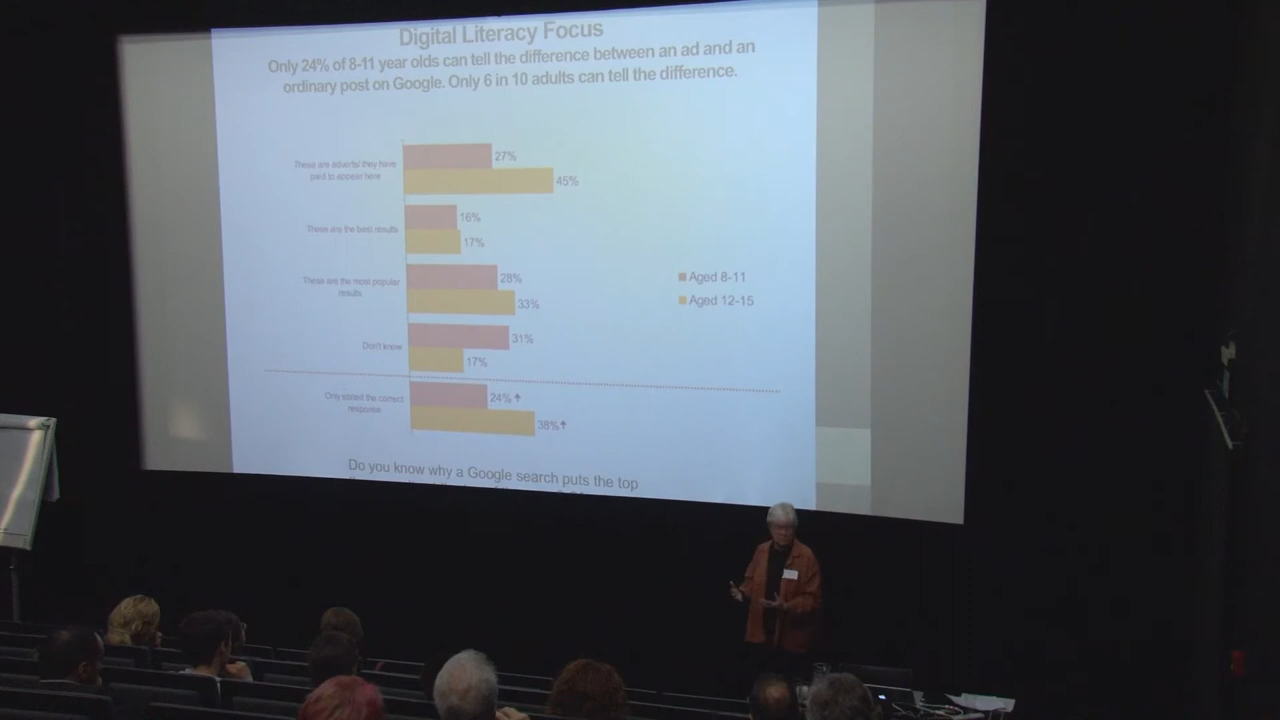 Digital Literacy Focus
Only 24% of 8-11 year olds can tell the difference between an ad and an
ordinary post on Google. Only 6 in 10 adults can tell the difference.
These are adverts/ they have
paid to appear here
27%
45%
These are the best results
16%
17%
These are the most popular
results
28%
33%
Don't know
31%
17%
Only stated the correct
response
24%
38%
Aged 8-11
Aged 12-15
Do you know why a Google search puts the top